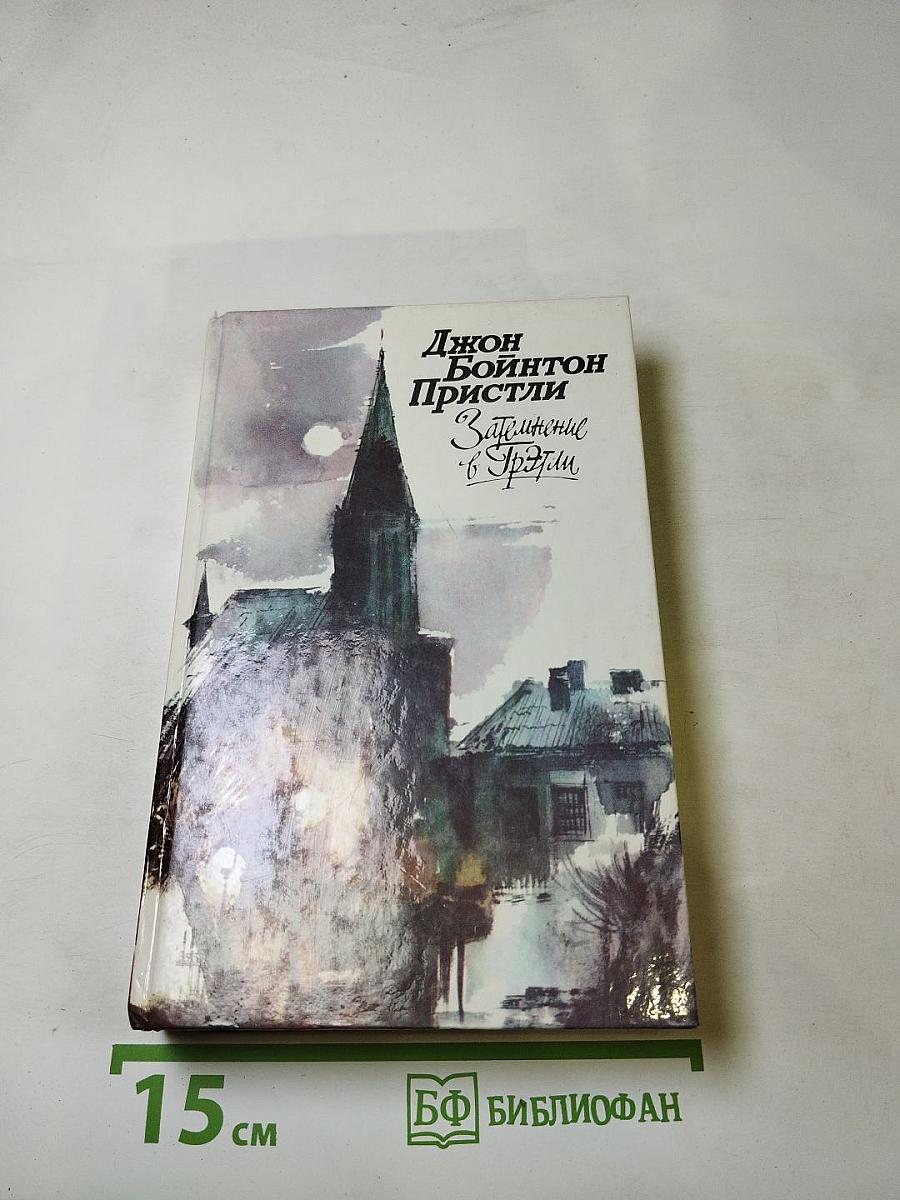 Джон
Бойнтон
Пристли
Затемнение
в Грэтли
15 см
БФ БИБЛИОФАН